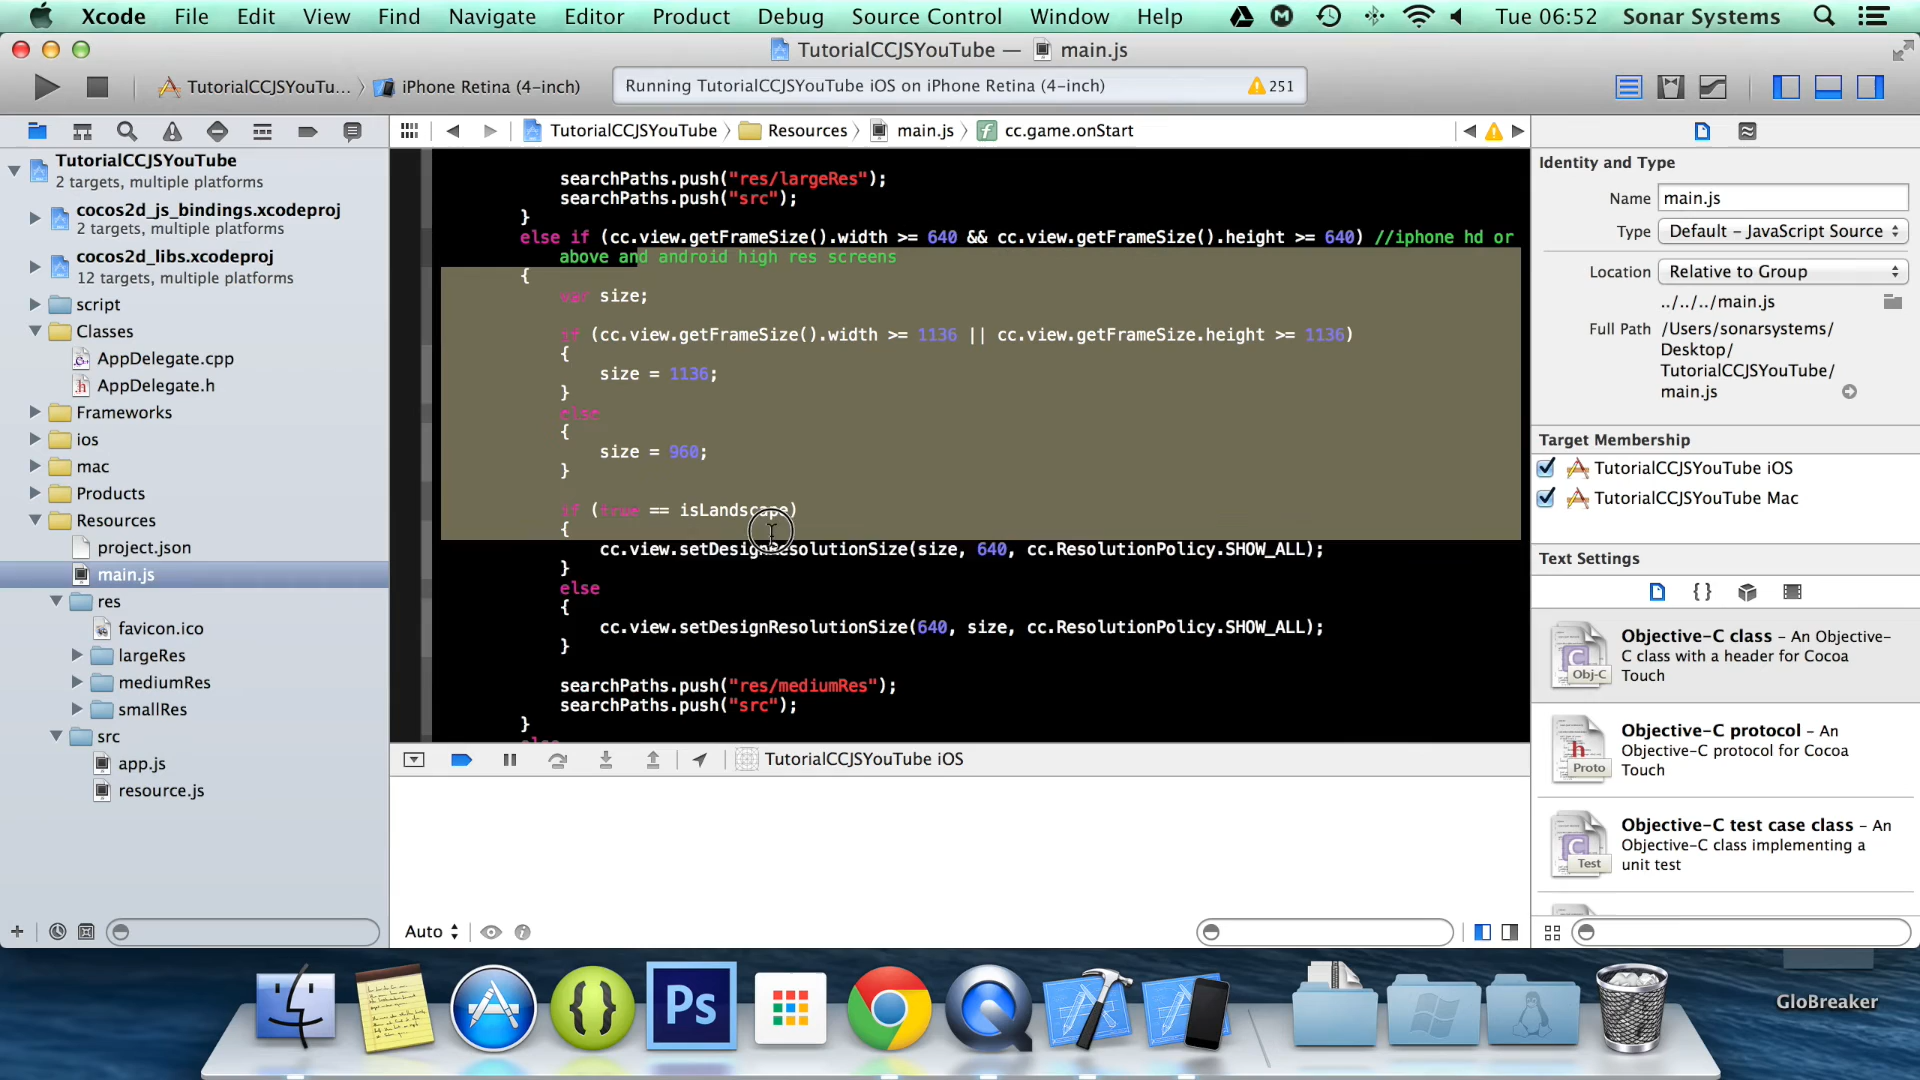 Xcode File Edit View Find Navigate Editor Product Debug Source Control Window Help Tue 06:52 Sonar Systems
TutorialCCJSYouTube — main.js
TutorialCCJSYouTu... iPhone Retina (4-inch) Running TutorialCCJSYouTube iOS on iPhone Retina (4-inch) 251
TutorialCCJSYouTube Resources main.js cc.game.onStart
TutorialCCJSYouTube
2 targets, multiple platforms
cocos2d_js_bindings.xcodeproj
2 targets, multiple platforms
cocos2d_libs.xcodeproj
12 targets, multiple platforms
script
Classes
AppDelegate.cpp
AppDelegate.h
Frameworks
ios
mac
Products
Resources
project.json
main.js
res
favicon.ico
largeRes
mediumRes
smallRes
src
app.js
resource.js
searchPaths.push("res/largeRes");
searchPaths.push("src");
}
else if (cc.view.getFrameSize().width >= 640 && cc.view.getFrameSize().height >= 640) //iphone hd or
above and android high res screens
{
var size;
if (cc.view.getFrameSize().width >= 1136 || cc.view.getFrameSize.height >= 1136)
{
size = 1136;
}
else
{
size = 960;
}
if (true == isLandscape)
{
cc.view.setDesignResolutionSize(size, 640, cc.ResolutionPolicy.SHOW_ALL);
}
else
{
cc.view.setDesignResolutionSize(640, size, cc.ResolutionPolicy.SHOW_ALL);
}
searchPaths.push("res/mediumRes");
searchPaths.push("src");
}
else
TutorialCCJSYouTube iOS
Auto
Identity and Type
Name main.js
Type Default - JavaScript Source
Location Relative to Group
../../../main.js
Full Path /Users/sonarsystems/
Desktop/
TutorialCCJSYouTube/
main.js
Target Membership
TutorialCCJSYouTube iOS
TutorialCCJSYouTube Mac
Text Settings
{ }
Objective-C class - An Objective-
C class with a header for Cocoa
Touch
Obj-C
Objective-C protocol - An
Objective-C protocol for Cocoa
Touch
Proto
Objective-C test case class - An
Objective-C class implementing a
unit test
Test
Ps
GloBreaker